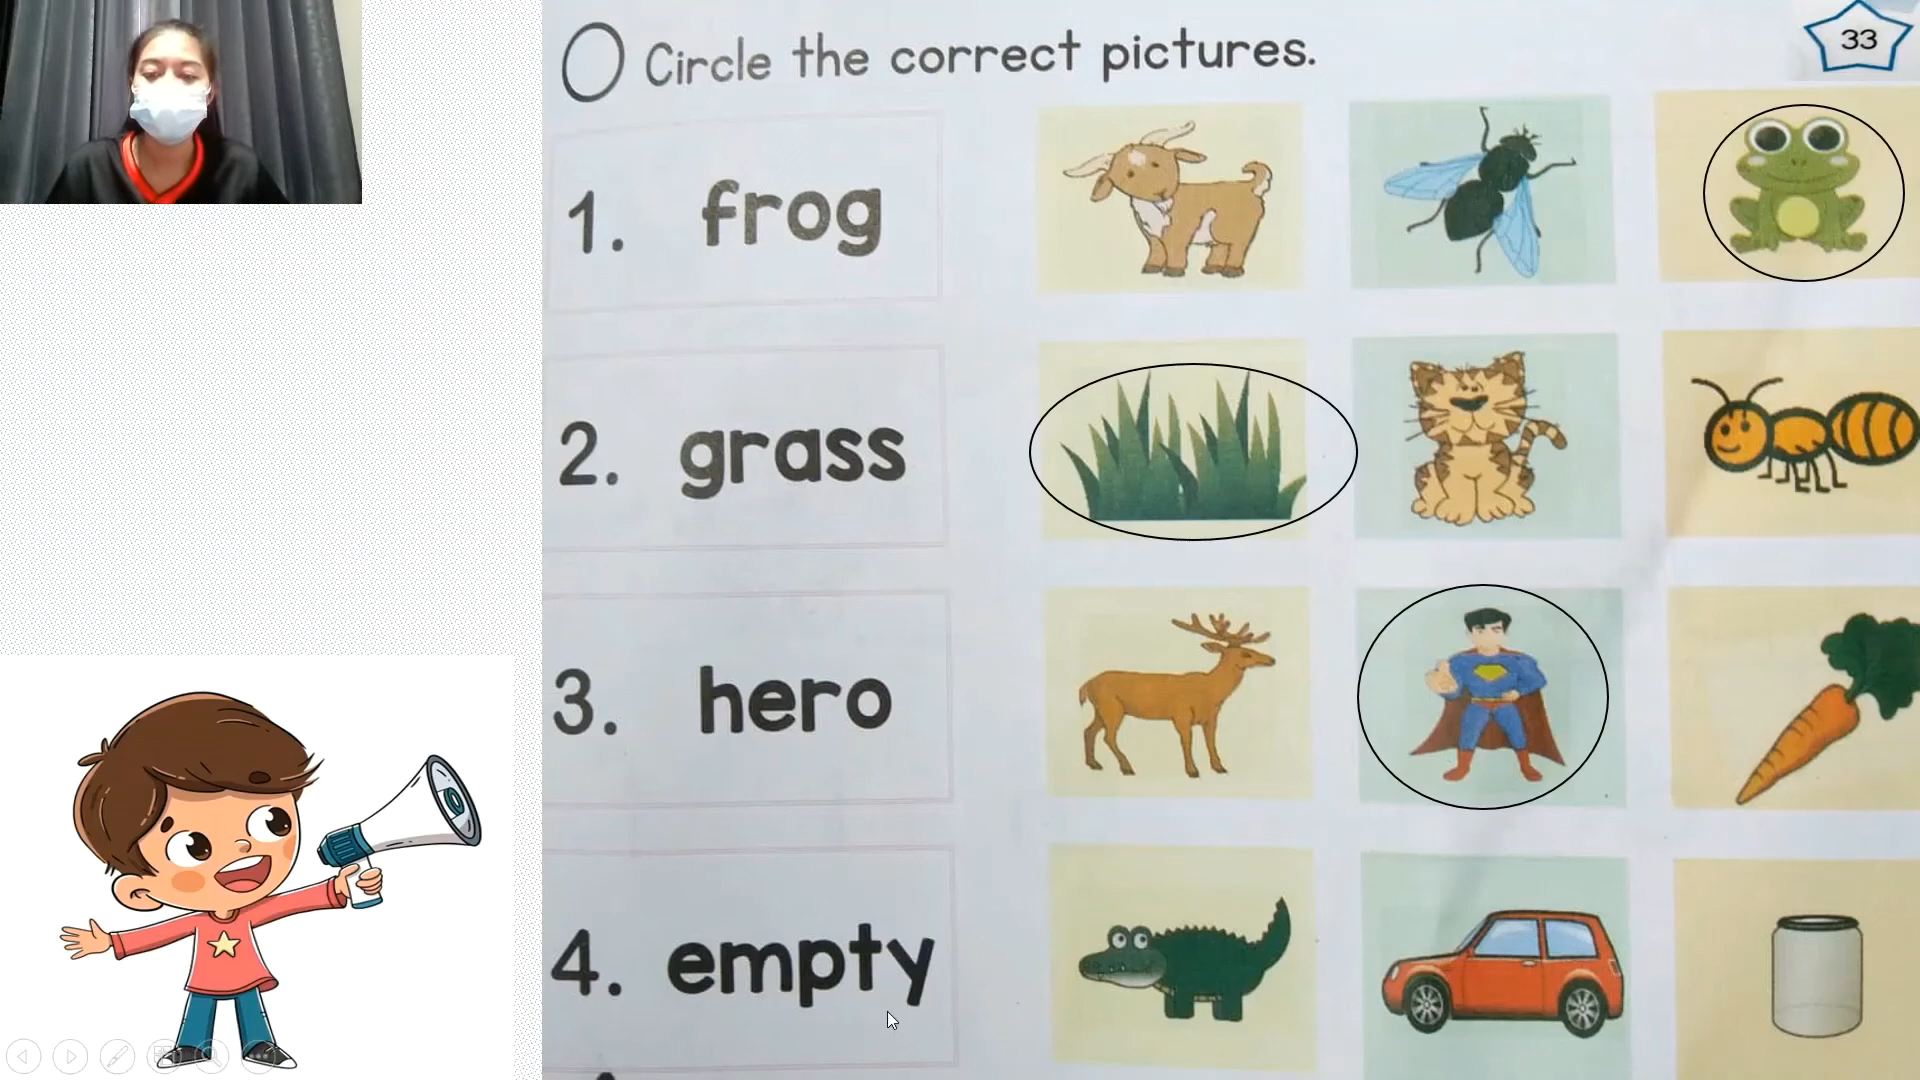 Circle the correct pictures.
33
1. frog
2. grass
3. hero
4. empty